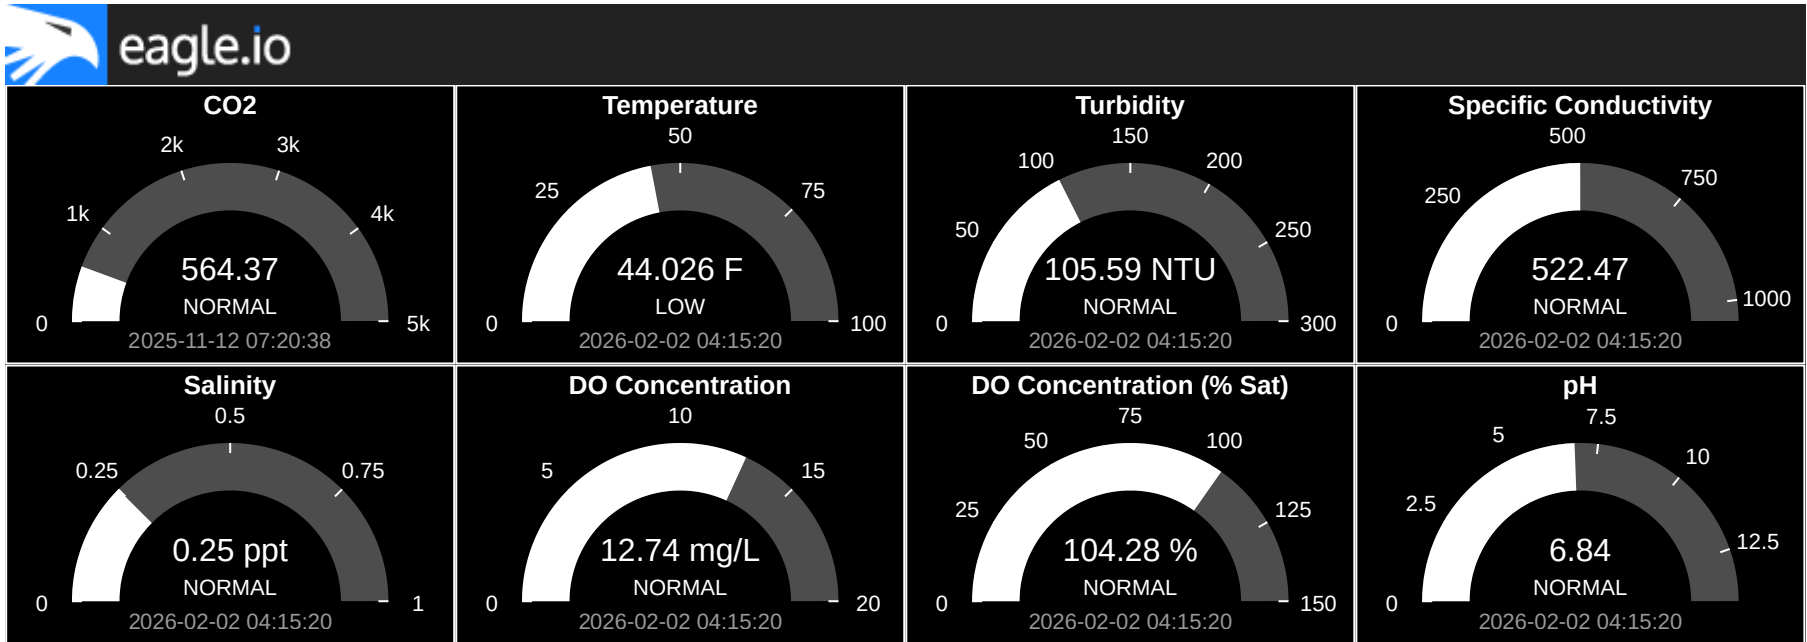 eagle.io
CO2
2k
3k
1k
4k
564.37
NORMAL
0
5k
2025-11-12 07:20:38
Temperature
50
25
75
44.026 F
LOW
0
100
2026-02-02 04:15:20
Turbidity
150
100
200
50
250
105.59 NTU
NORMAL
0
300
2026-02-02 04:15:20
Specific Conductivity
500
750
250
522.47
1000
NORMAL
0
2026-02-02 04:15:20
Salinity
0.5
0.25
0.75
0.25 ppt
NORMAL
0
1
2026-02-02 04:15:20
DO Concentration
10
5
15
12.74 mg/L
NORMAL
0
20
2026-02-02 04:15:20
DO Concentration (% Sat)
75
50
100
25
125
104.28 %
NORMAL
0
150
2026-02-02 04:15:20
pH
7.5
5
10
2.5
12.5
6.84
NORMAL
0
2026-02-02 04:15:20